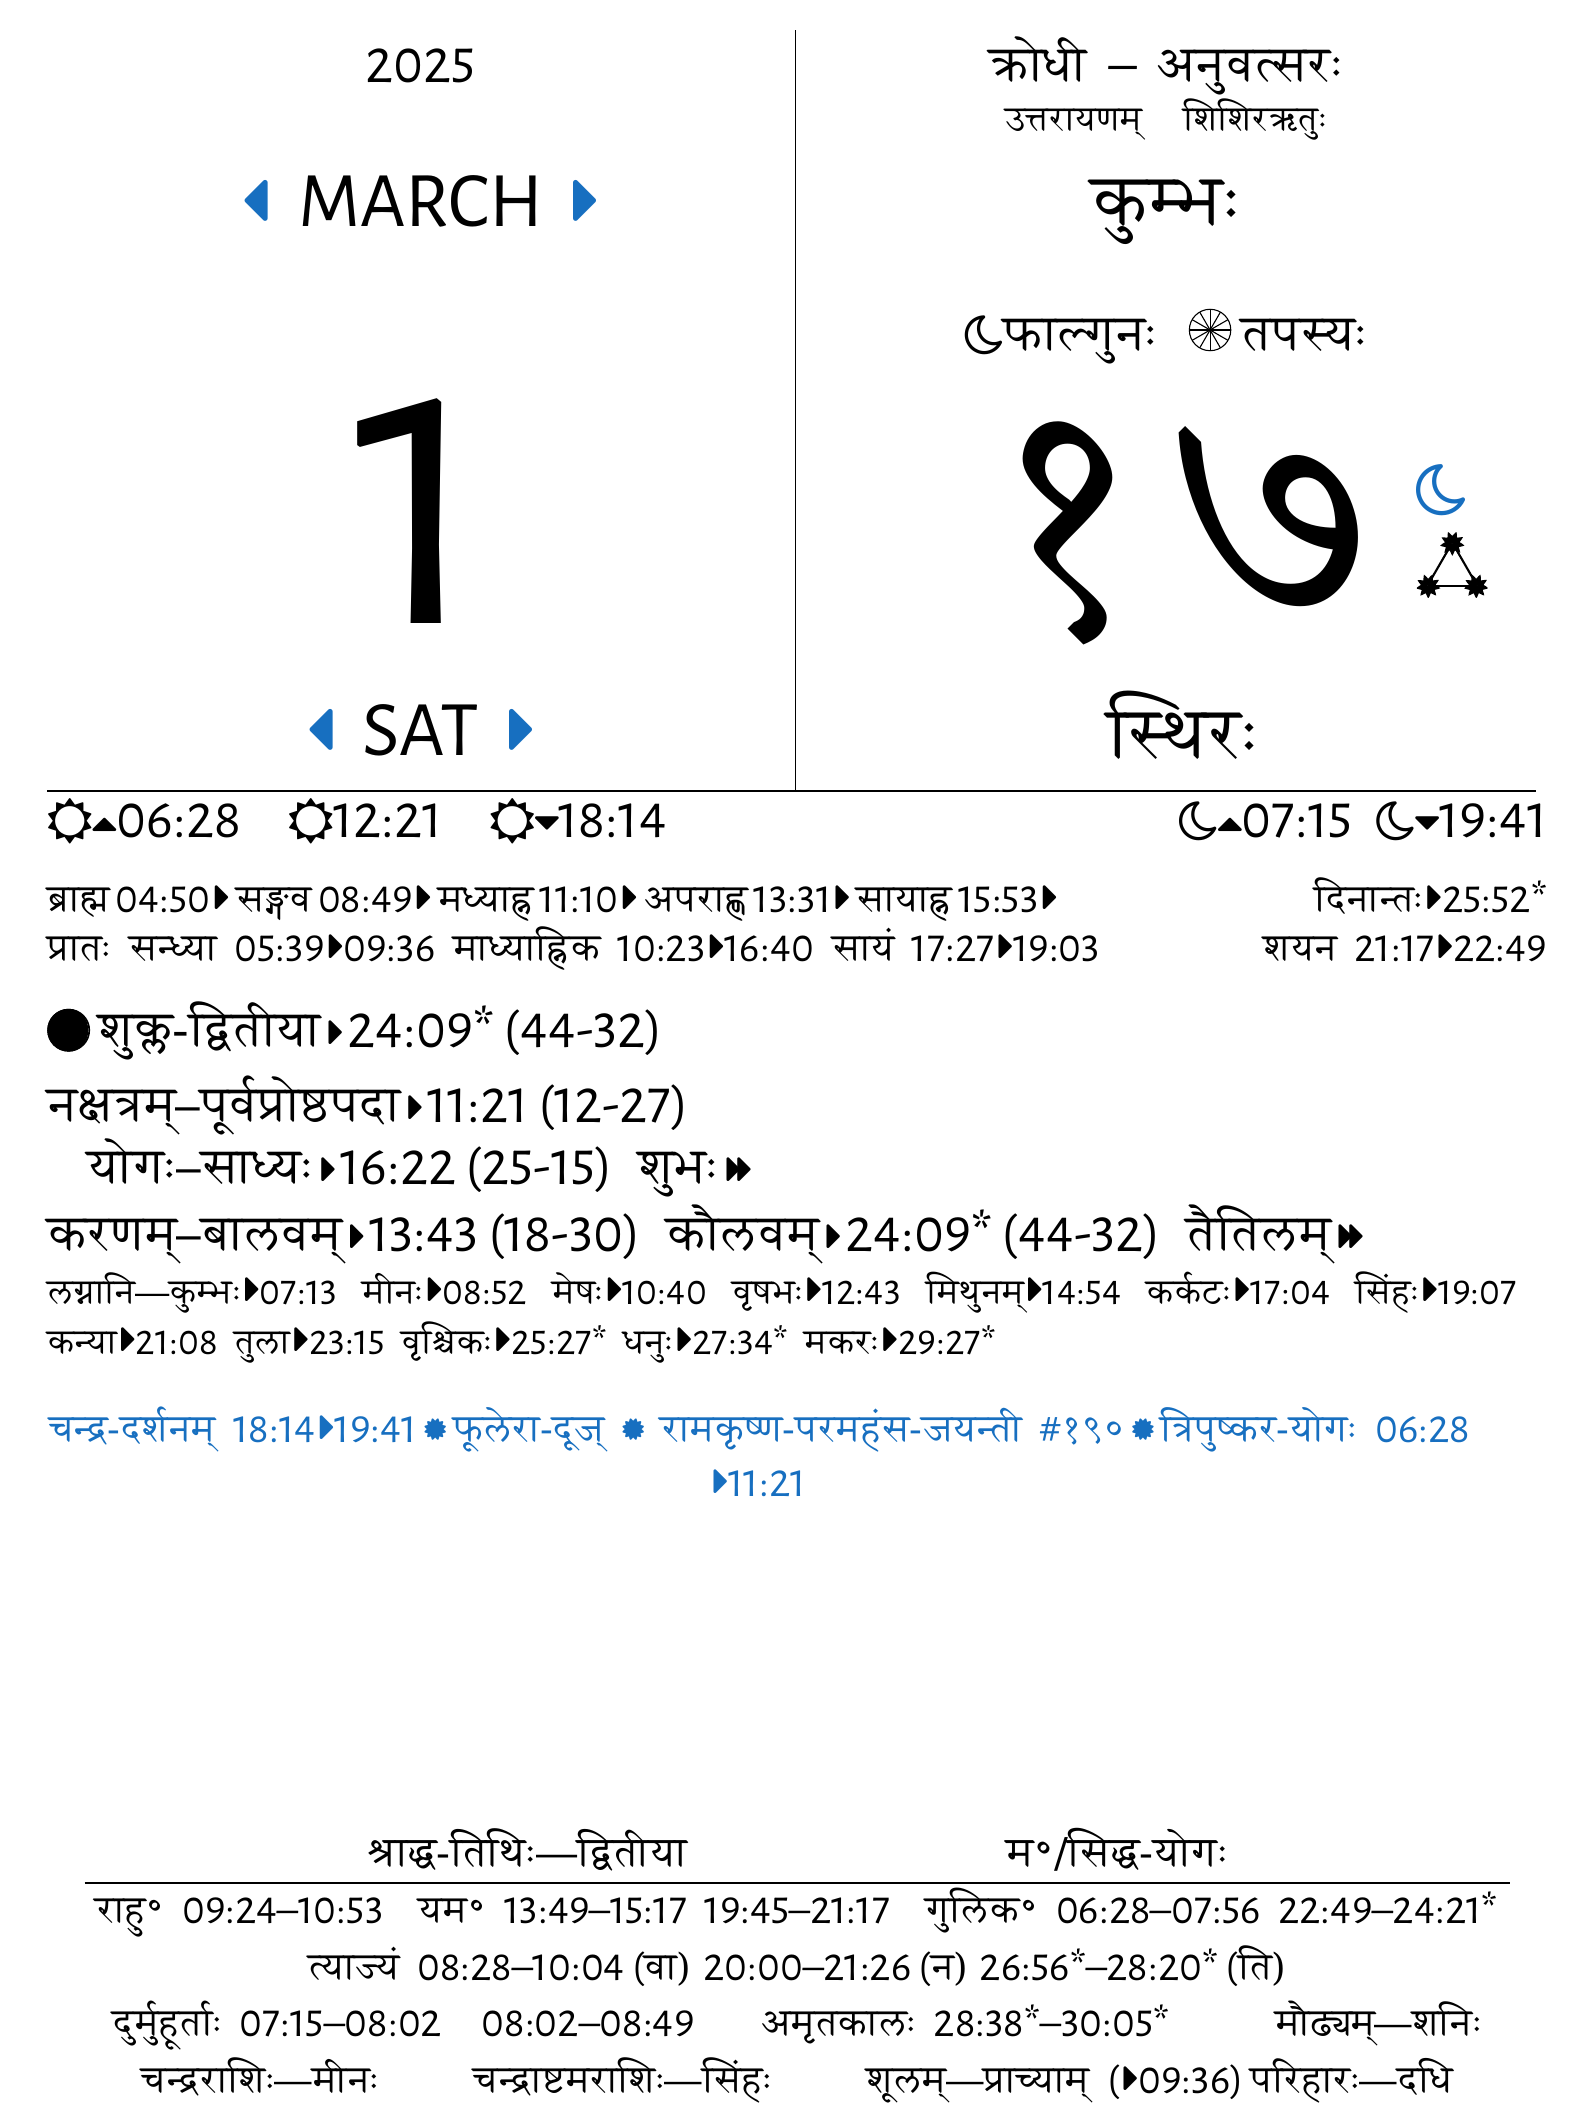 2025
MARCH
1
SAT
क्रोधी – अनुवत्सरः
उत्तरायणम् शिशिरऋतुः
कुम्भः
फाल्गुनः तपस्यः
१७
स्थिरः
06:28 12:21 18:14 07:15 19:41
ब्राह्म 04:50 सङ्गव 08:49 मध्याह्न 11:10 अपराह्ण 13:31 सायाह्न 15:53 दिनान्तः 25:52*
प्रातः सन्ध्या 05:39 09:36 माध्याह्निक 10:23 16:40 सायं 17:27 19:03 शयन 21:17 22:49
शुक्ल-द्वितीया 24:09* (44-32)
नक्षत्रम्–पूर्वप्रोष्ठपदा 11:21 (12-27)
योगः–साध्यः 16:22 (25-15) शुभः
करणम्–बालवम् 13:43 (18-30) कौलवम् 24:09* (44-32) तैतिलम्
लग्नानि—कुम्भः 07:13 मीनः 08:52 मेषः 10:40 वृषभः 12:43 मिथुनम् 14:54 कर्कटः 17:04 सिंहः 19:07
कन्या 21:08 तुला 23:15 वृश्चिकः 25:27* धनुः 27:34* मकरः 29:27*
चन्द्र-दर्शनम् 18:14 19:41 फूलेरा-दूज् रामकृष्ण-परमहंस-जयन्ती #१९० त्रिपुष्कर-योगः 06:28
11:21
श्राद्ध-तिथिः—द्वितीया म॰/सिद्ध-योगः
राहु॰ 09:24–10:53 यम॰ 13:49–15:17 19:45–21:17 गुलिक॰ 06:28–07:56 22:49–24:21*
त्याज्यं 08:28–10:04 (वा) 20:00–21:26 (न) 26:56*–28:20* (ति)
दुर्मुहूर्ताः 07:15–08:02 08:02–08:49 अमृतकालः 28:38*–30:05* मौढ्यम्—शनिः
चन्द्रराशिः—मीनः चन्द्राष्टमराशिः—सिंहः शूलम्—प्राच्याम् (09:36) परिहारः—दधि